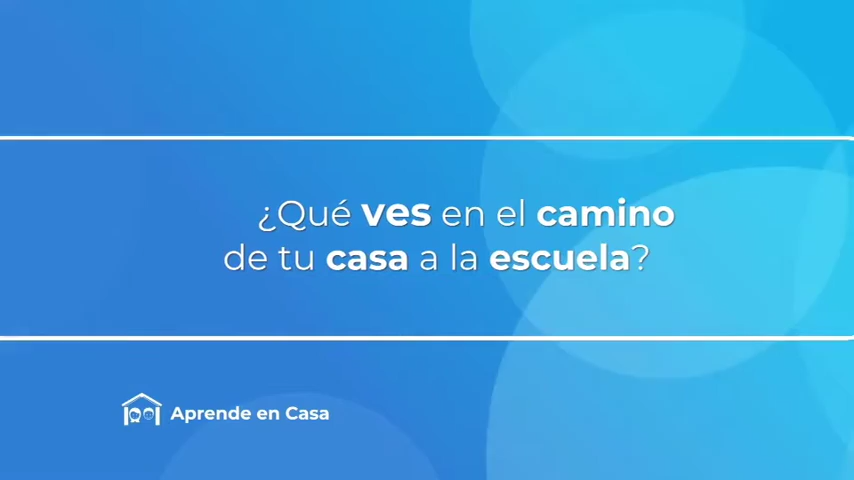 ¿Qué ves en el camino
de tu casa a la escuela?
Aprende en Casa